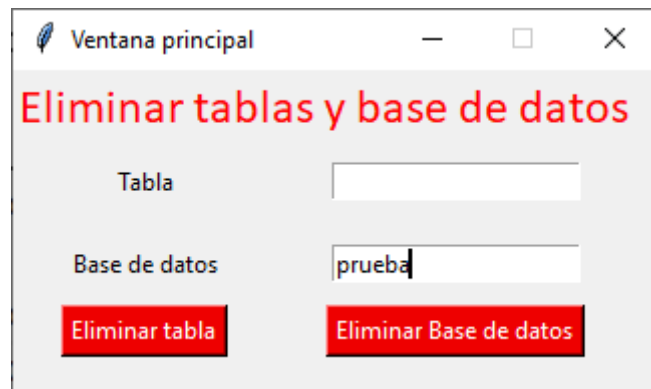 Ventana principal
Eliminar tablas y base de datos
Tabla
Base de datos prueba
Eliminar tabla Eliminar Base de datos